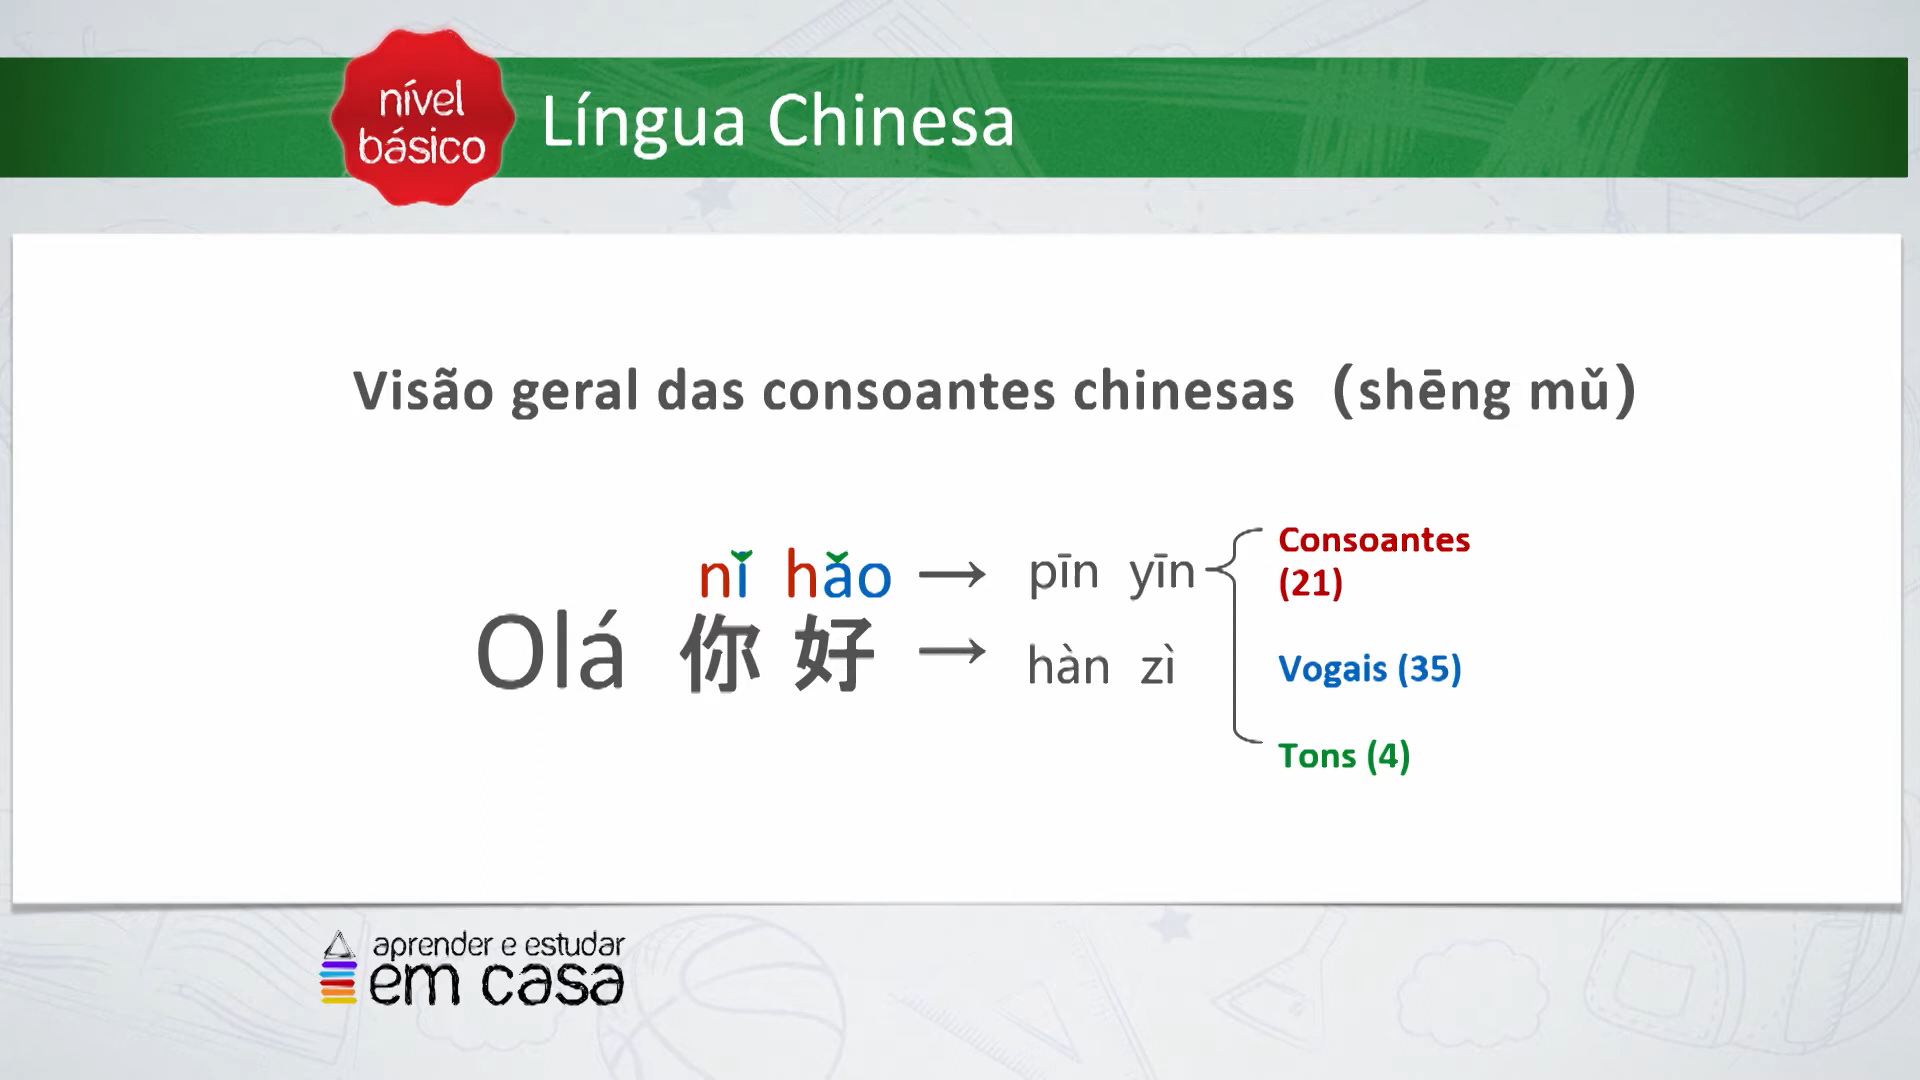 nível
básico
Língua Chinesa
Visão geral das consoantes chinesas (shēng mǔ)
nǐ hǎo → pīn yīn
Olá 你 好 → hàn zì
Consoantes
(21)
Vogais (35)
Tons (4)
aprender e estudar
em casa